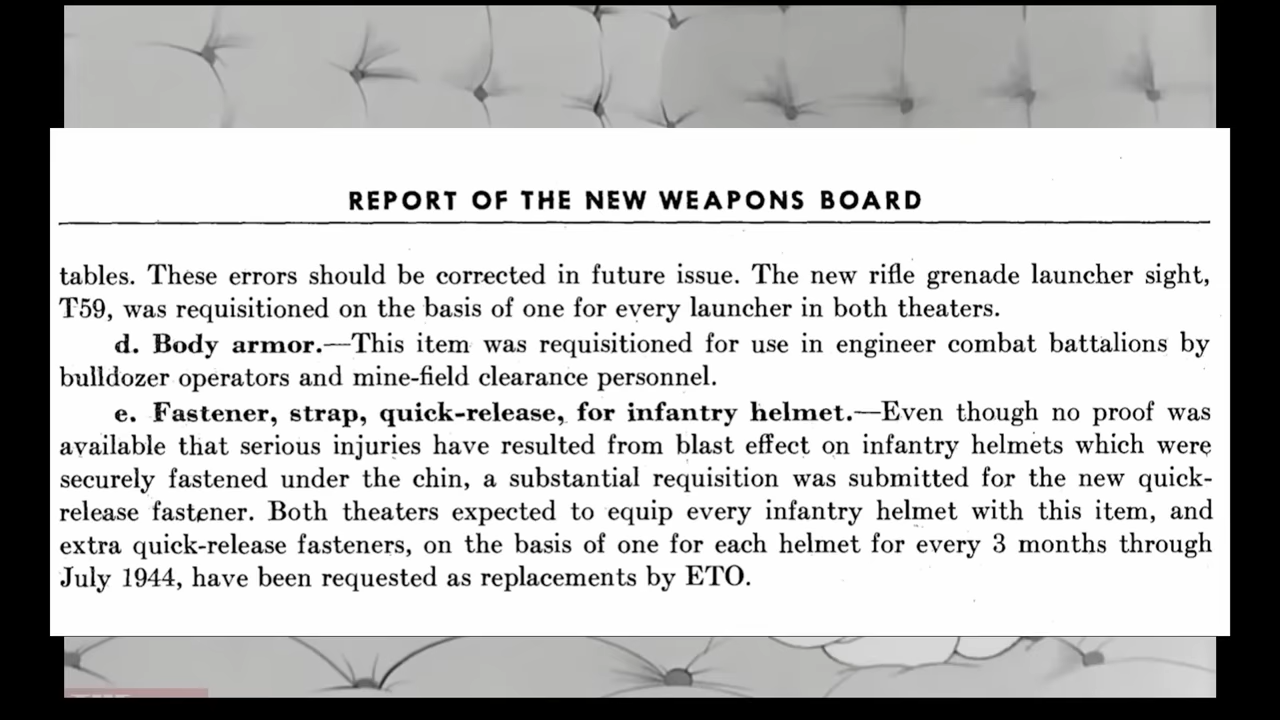 REPORT OF THE NEW WEAPONS BOARD
tables. These errors should be corrected in future issue. The new rifle grenade launcher sight,
T59, was requisitioned on the basis of one for every launcher in both theaters.
d. Body armor.—This item was requisitioned for use in engineer combat battalions by
bulldozer operators and mine-field clearance personnel.
e. Fastener, strap, quick-release, for infantry helmet.—Even though no proof was
available that serious injuries have resulted from blast effect on infantry helmets which were
securely fastened under the chin, a substantial requisition was submitted for the new quick-
release fastener. Both theaters expected to equip every infantry helmet with this item, and
extra quick-release fasteners, on the basis of one for each helmet for every 3 months through
July 1944, have been requested as replacements by ETO.